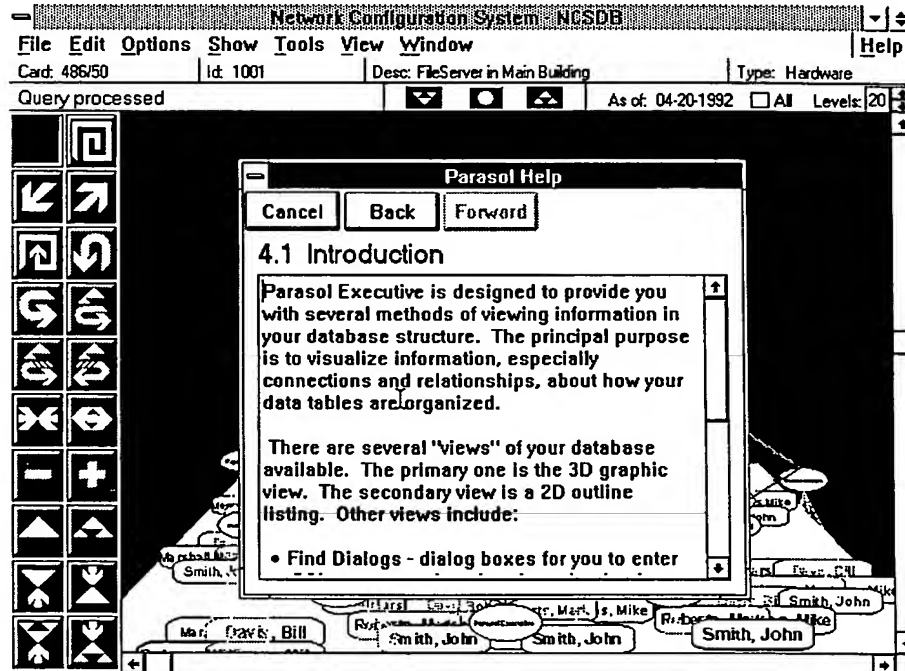 Network Configuration System - NCSDB
File Edit Options Show Tools View Window Help
Card: 486/50 Id: 1001 Desc: FileServer in Main Building Type: Hardware
Query processed As of: 04-20-1992 All Levels: 20
Parasol Help
Cancel Back Forward
4.1 Introduction
Parasol Executive is designed to provide you
with several methods of viewing information in
your database structure. The principal purpose
is to visualize information, especially
connections and relationships, about how your
data tables are organized.
There are several "views" of your database
available. The primary one is the 3D graphic
view. The secondary view is a 2D outline
listing. Other views include:
• Find Dialogs - dialog boxes for you to enter
Smith, John
Davis, Bill
Smith, John
Smith, John
Smith, John